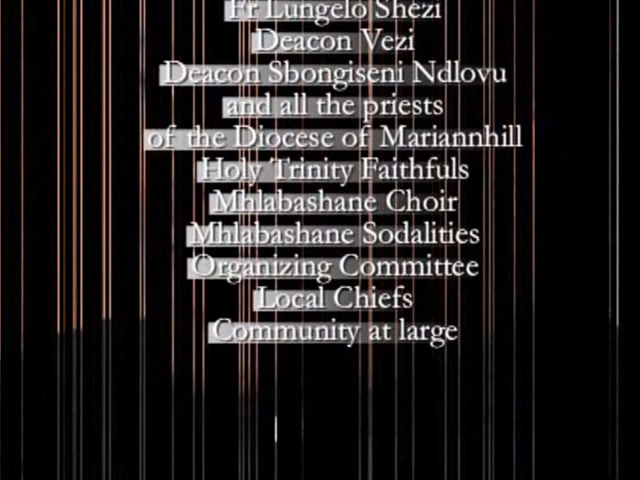 Fr Lungelo Shezi
Deacon Vezi
Deacon Sbongiseni Ndlovu
and all the priests
of the Diocese of Mariannhill
Holy Trinity Faithfuls
Mhlabashane Choir
Mhlabashane Sodalities
Organizing Committee
Local Chiefs
Community at large